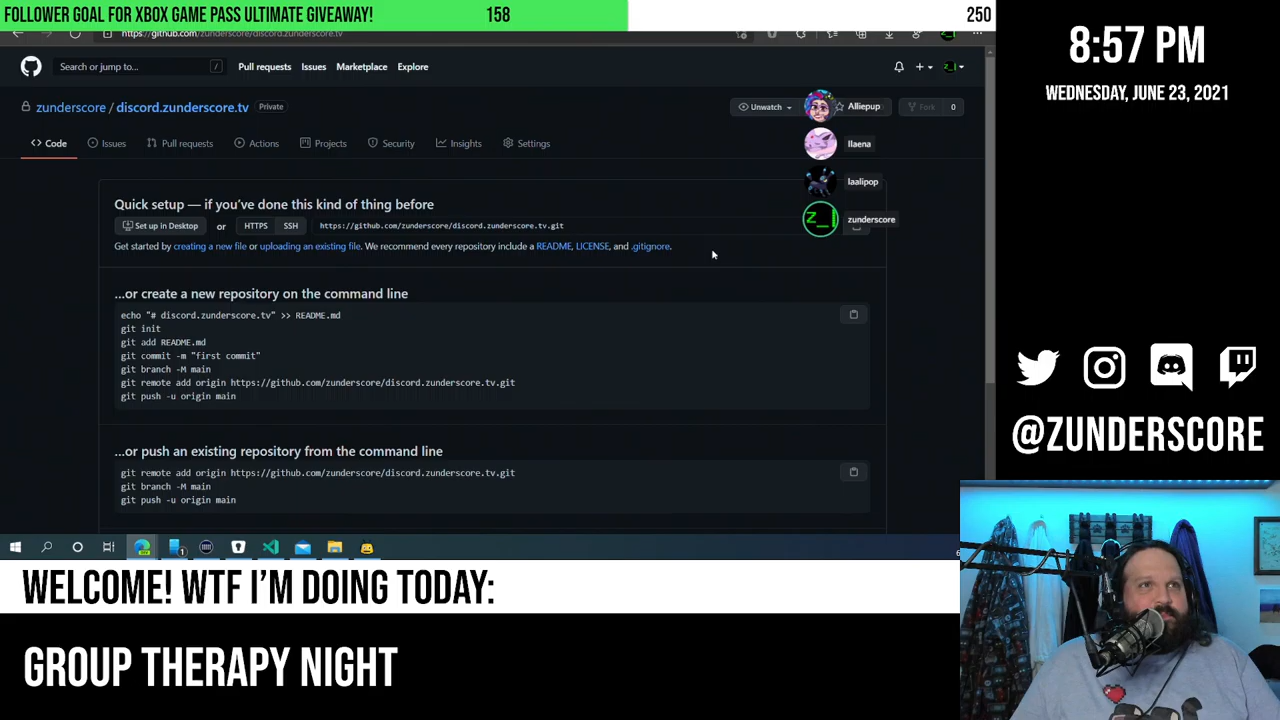 FOLLOWER GOAL FOR XBOX GAME PASS ULTIMATE GIVEAWAY! 158 250
https://github.com/zunderscore/discord.zunderscore.tv
Search or jump to... / Pull requests Issues Marketplace Explore
zunderscore / discord.zunderscore.tv Private
Unwatch Fork 0
Code Issues Pull requests Actions Projects Security Insights Settings
Alliepup
llaena
laalipop
zunderscore
Quick setup — if you've done this kind of thing before
Set up in Desktop or HTTPS SSH https://github.com/zunderscore/discord.zunderscore.tv.git
Get started by creating a new file or uploading an existing file. We recommend every repository include a README, LICENSE, and .gitignore.
...or create a new repository on the command line
echo "# discord.zunderscore.tv" >> README.md
git init
git add README.md
git commit -m "first commit"
git branch -M main
git remote add origin https://github.com/zunderscore/discord.zunderscore.tv.git
git push -u origin main
...or push an existing repository from the command line
git remote add origin https://github.com/zunderscore/discord.zunderscore.tv.git
git branch -M main
git push -u origin main
8:57 PM
WEDNESDAY, JUNE 23, 2021
@ZUNDERSCORE
WELCOME! WTF I'M DOING TODAY:
GROUP THERAPY NIGHT